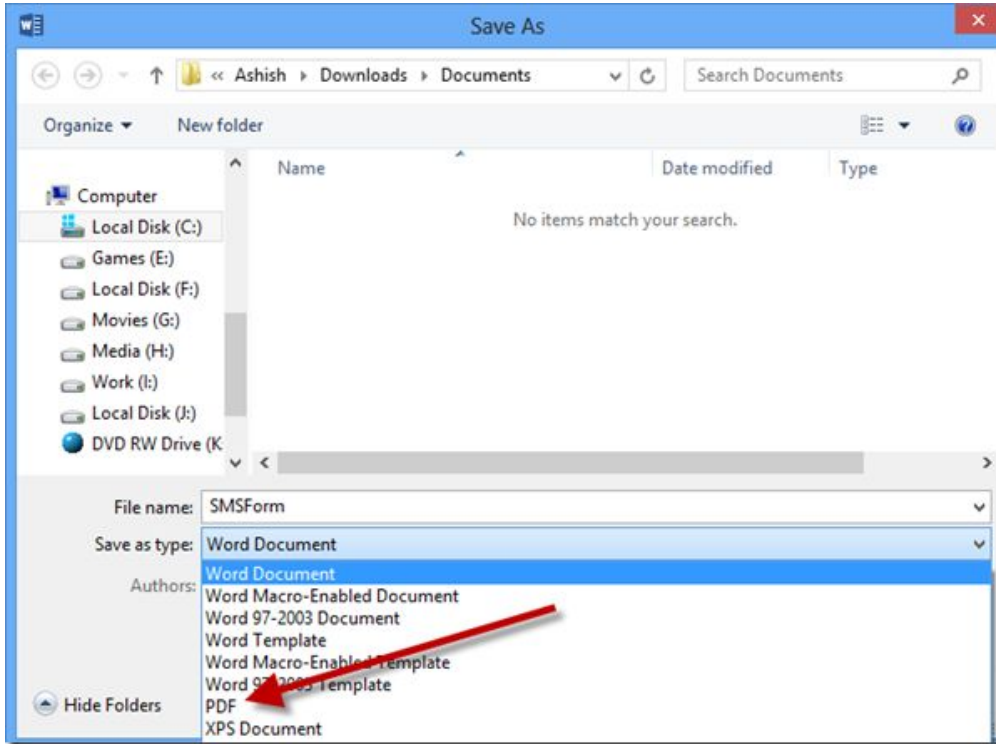 Save As
« Ashish Downloads Documents
Search Documents
Organize New folder
Name Date modified Type
No items match your search.
Computer
Local Disk (C:)
Games (E:)
Local Disk (F:)
Movies (G:)
Media (H:)
Work (I:)
Local Disk (J:)
DVD RW Drive (K
File name: SMSForm
Save as type: Word Document
Authors:
Word Document
Word Macro-Enabled Document
Word 97-2003 Document
Word Template
Word Macro-Enabled Template
Word 97-2003 Template
PDF
XPS Document
Hide Folders